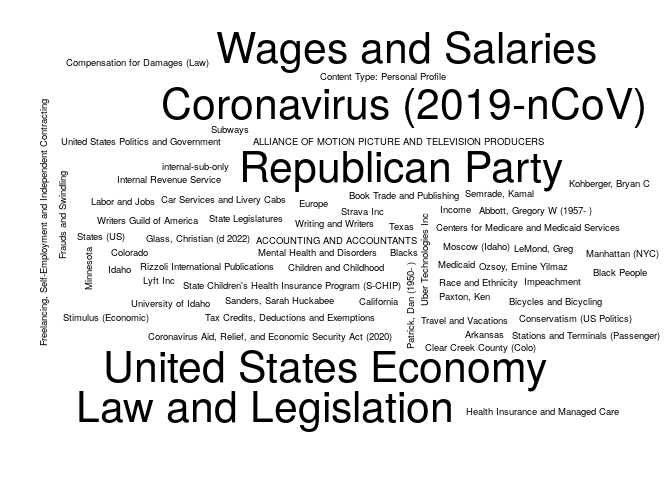 Wages and Salaries
Compensation for Damages (Law)
Content Type: Personal Profile
Coronavirus (2019-nCoV)
Subways
United States Politics and Government
ALLIANCE OF MOTION PICTURE AND TELEVISION PRODUCERS
internal-sub-only
Republican Party
Internal Revenue Service
Kohberger, Bryan C
Freelancing, Self-Employment and Independent Contracting
Frauds and Swindling
Labor and Jobs
Car Services and Livery Cabs
Europe
Book Trade and Publishing
Semrade, Kamal
Strava Inc
Income
Abbott, Gregory W (1957- )
Writers Guild of America
State Legislatures
Writing and Writers
Texas
Uber Technologies Inc
Centers for Medicare and Medicaid Services
States (US)
Glass, Christian (d 2022)
ACCOUNTING AND ACCOUNTANTS
Moscow (Idaho)
LeMond, Greg
Manhattan (NYC)
Minnesota
Colorado
Mental Health and Disorders
Blacks
Idaho
Rizzoli International Publications
Children and Childhood
Patrick, Dan (1950- )
Medicaid
Ozsoy, Emine Yilmaz
Black People
Lyft Inc
State Children's Health Insurance Program (S-CHIP)
Race and Ethnicity
Impeachment
University of Idaho
Sanders, Sarah Huckabee
California
Paxton, Ken
Bicycles and Bicycling
Stimulus (Economic)
Tax Credits, Deductions and Exemptions
Travel and Vacations
Conservatism (US Politics)
Coronavirus Aid, Relief, and Economic Security Act (2020)
Arkansas
Stations and Terminals (Passenger)
Clear Creek County (Colo)
United States Economy
Law and Legislation
Health Insurance and Managed Care